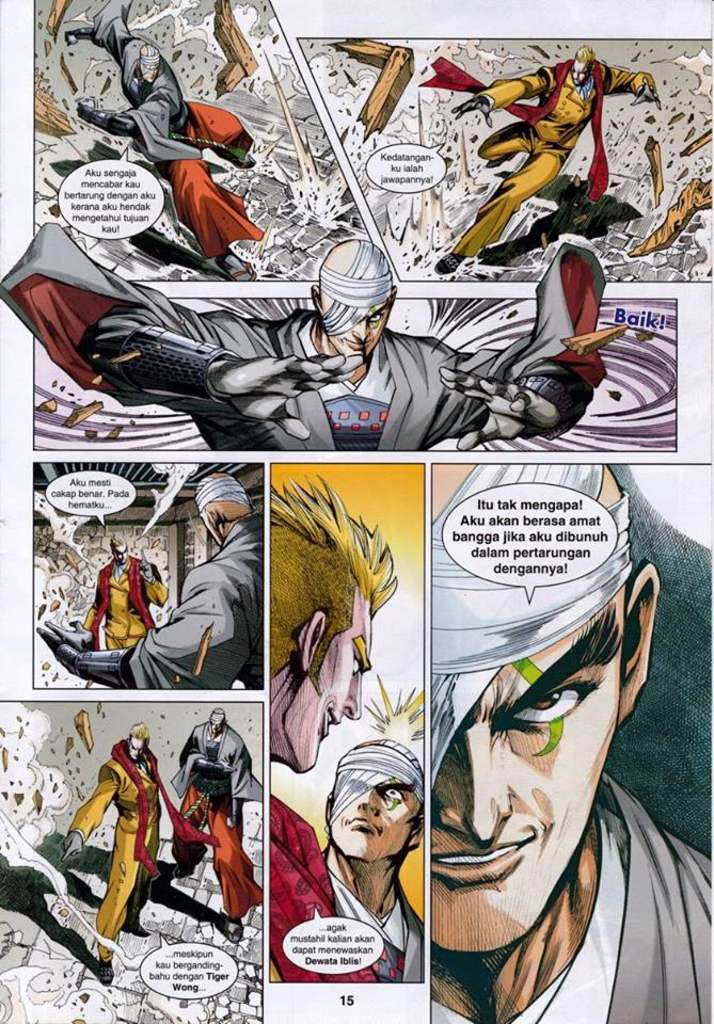 Aku sengaja
mencabar kau
bertarung dengan aku
kerana aku hendak
mengetahui tujuan
kau!
Kedatangan-
ku ialah
jawapannya!
Baik!
Aku mesti
cakap benar. Pada
hematku...
...meskipun
kau berganding-
bahu dengan Tiger
Wong...
...agak
mustahil kalian akan
dapat menewaskan
Dewata Iblis!
Itu tak mengapa!
Aku akan berasa amat
bangga jika aku dibunuh
dalam pertarungan
dengannya!
15